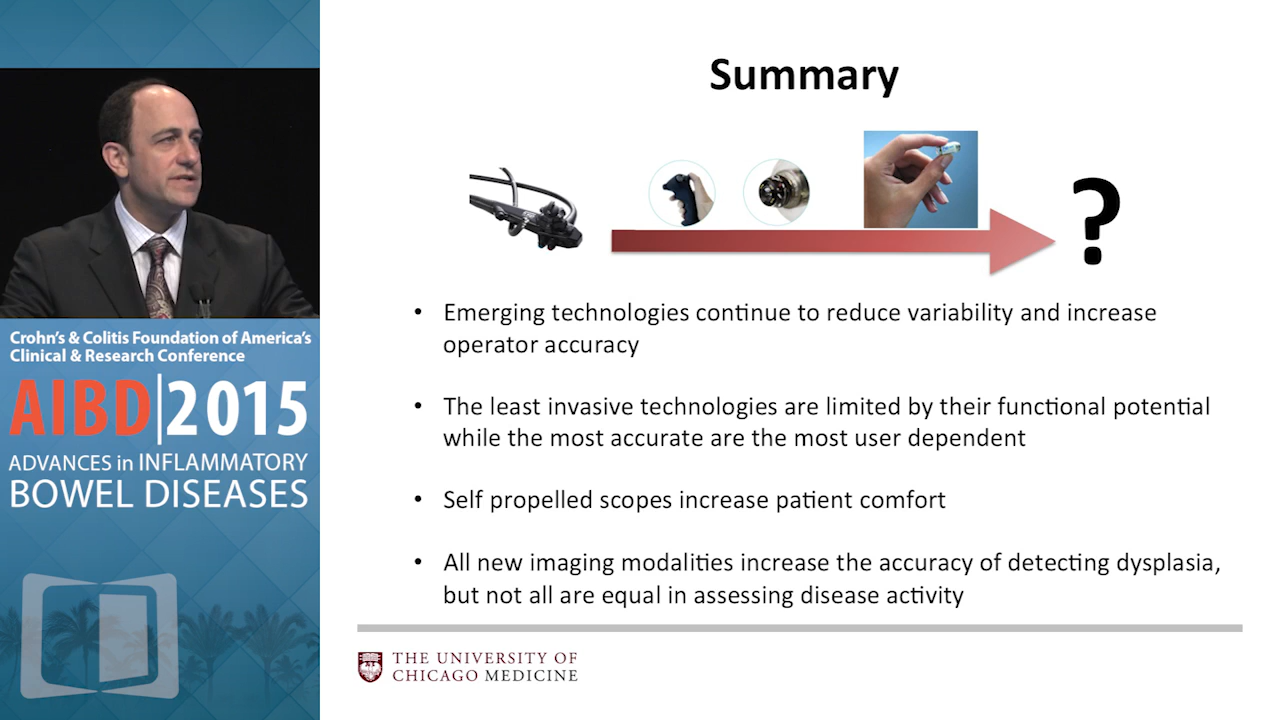 Crohn's & Colitis Foundation of America's
Clinical & Research Conference
AIBD|2015
ADVANCES in INFLAMMATORY
BOWEL DISEASES
Summary
?
• Emerging technologies continue to reduce variability and increase
operator accuracy
• The least invasive technologies are limited by their functional potential
while the most accurate are the most user dependent
• Self propelled scopes increase patient comfort
• All new imaging modalities increase the accuracy of detecting dysplasia,
but not all are equal in assessing disease activity
THE UNIVERSITY OF
CHICAGO MEDICINE